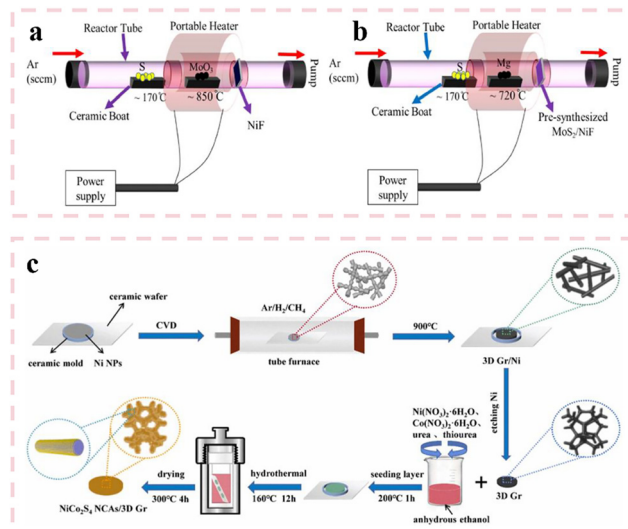 a
Reactor Tube
Portable Heater
Ar
(sccm)
S
MoO₃
Pump
~ 170℃
~ 850℃
Ceramic Boat
NiF
Power
supply
b
Reactor Tube
Portable Heater
Ar
(sccm)
S
Mg
Pump
~ 170℃
~ 720℃
Ceramic Boat
Pre-synthesized
MoS₂/NiF
Power
supply
c
ceramic wafer
ceramic mold
Ni NPs
CVD
Ar/H₂/CH₄
tube furnace
900℃
3D Gr/Ni
etching Ni
3D Gr
+
Ni(NO₃)₂·6H₂O、
Co(NO₃)₂·6H₂O、
urea、thiourea
anhydrous ethanol
seeding layer
200℃ 1h
hydrothermal
160℃ 12h
drying
300℃ 4h
NiCo₂S₄ NCAs/3D Gr